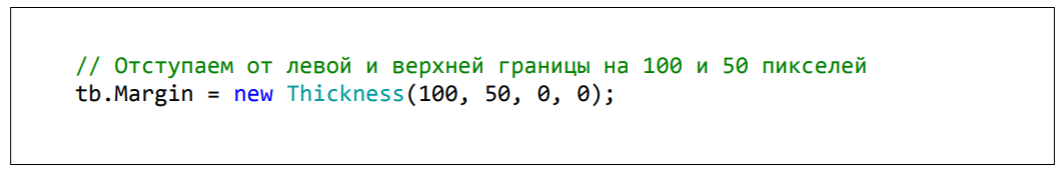 // Отступаем от левой и верхней границы на 100 и 50 пикселей
tb.Margin = new Thickness(100, 50, 0, 0);